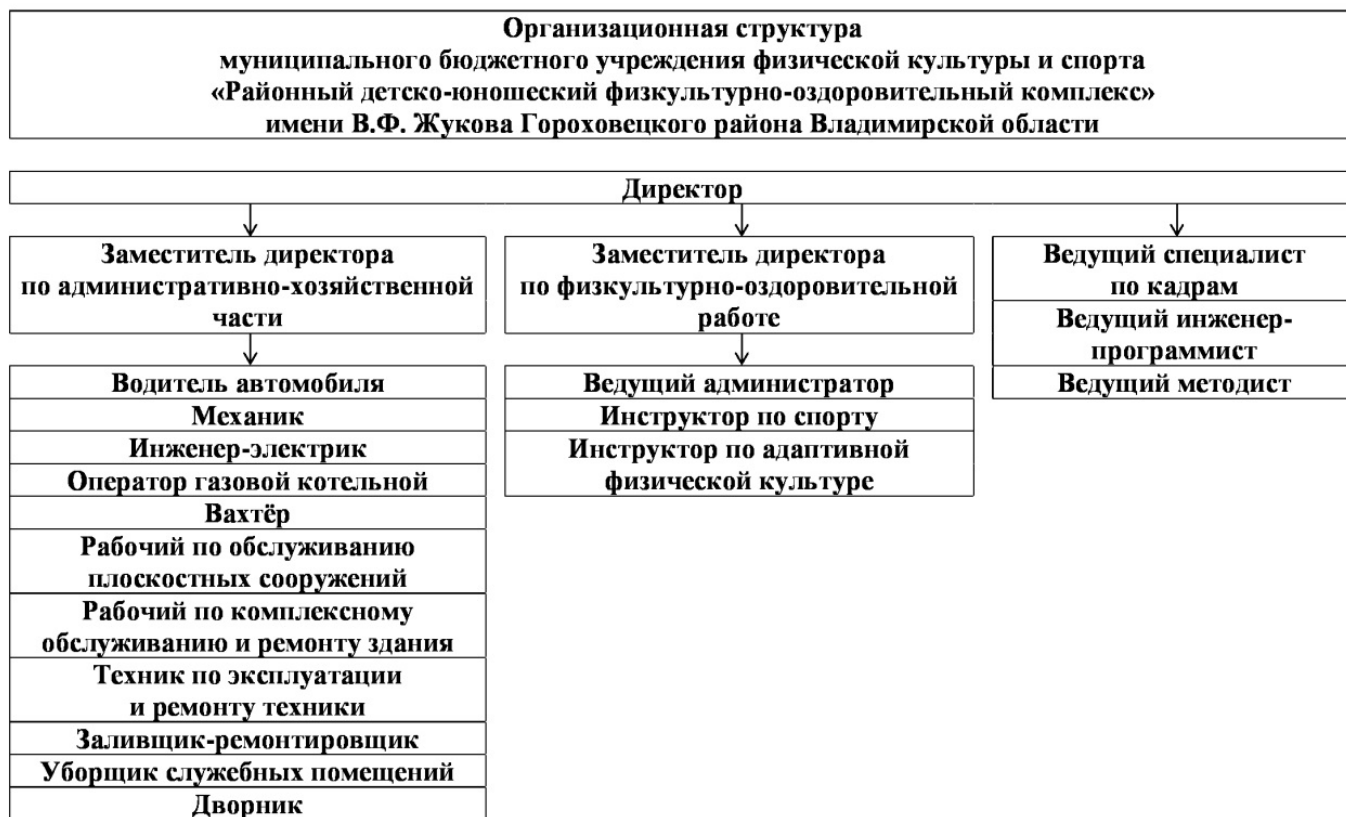 Организационная структура
муниципального бюджетного учреждения физической культуры и спорта
«Районный детско-юношеский физкультурно-оздоровительный комплекс»
имени В.Ф. Жукова Гороховецкого района Владимирской области
Директор
Заместитель директора
по административно-хозяйственной
части
Заместитель директора
по физкультурно-оздоровительной
работе
Ведущий специалист
по кадрам
Ведущий инженер-
программист
Ведущий методист
Водитель автомобиля
Механик
Инженер-электрик
Оператор газовой котельной
Вахтёр
Рабочий по обслуживанию
плоскостных сооружений
Рабочий по комплексному
обслуживанию и ремонту здания
Техник по эксплуатации
и ремонту техники
Заливщик-ремонтировщик
Уборщик служебных помещений
Дворник
Ведущий администратор
Инструктор по спорту
Инструктор по адаптивной
физической культуре